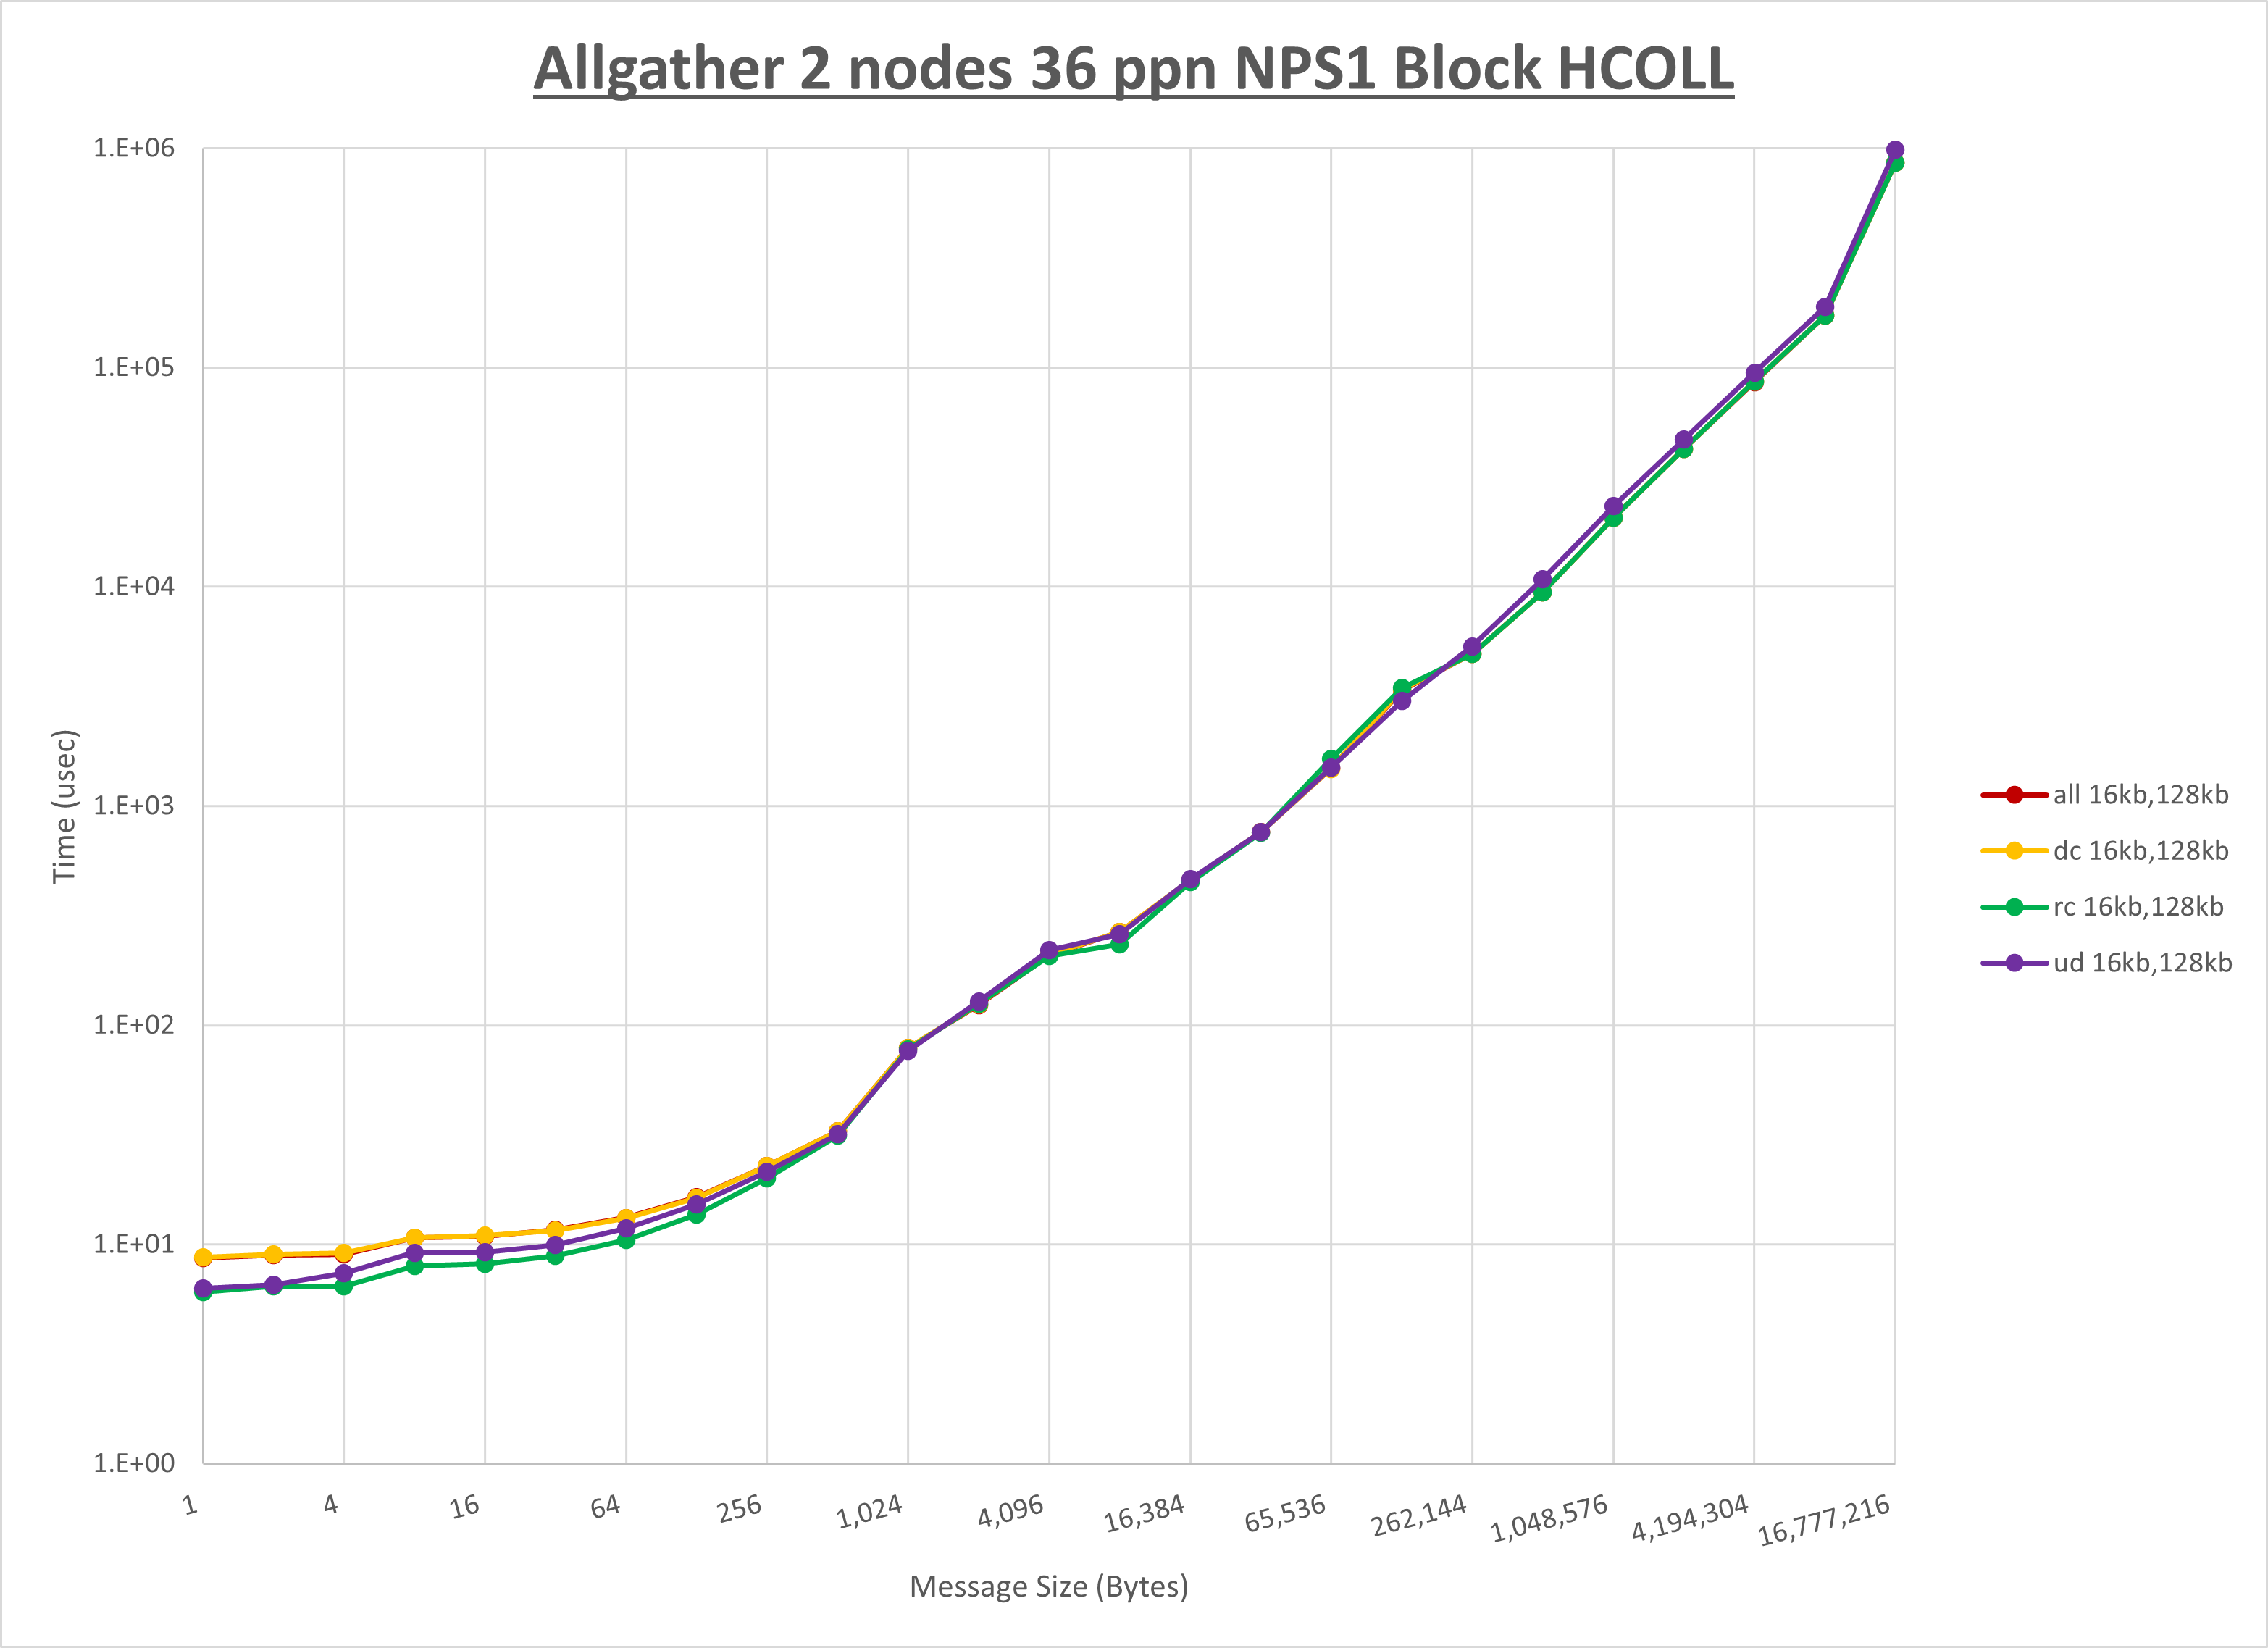 Allgather 2 nodes 36 ppn NPS1 Block HCOLL
1.E+06
1.E+05
1.E+04
1.E+03
1.E+02
1.E+01
1.E+00
Time (usec)
1
4
16
64
256
1,024
4,096
16,384
65,536
262,144
1,048,576
4,194,304
16,777,216
Message Size (Bytes)
all 16kb,128kb
dc 16kb,128kb
rc 16kb,128kb
ud 16kb,128kb